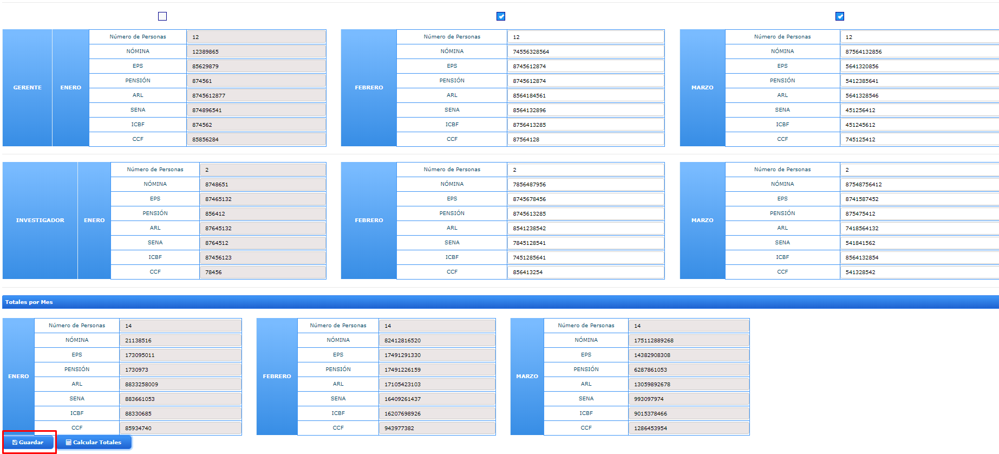 Número de Personas 12 Número de Personas 12 Número de Personas 12
NÓMINA 12389865 NÓMINA 74556328564 NÓMINA 87564132856
EPS 85629879 EPS 8745612874 EPS 5641320856
PENSIÓN 874561 PENSIÓN 8745612874 PENSIÓN 5412385641
GERENTE ENERO FEBRERO MARZO
ARL 8745612877 ARL 8564184561 ARL 5641328546
SENA 874896541 SENA 8564132896 SENA 451256412
ICBF 874562 ICBF 8756413285 ICBF 451245612
CCF 85856284 CCF 87564128 CCF 745125412
Número de Personas 2 Número de Personas 2 Número de Personas 2
NÓMINA 8748651 NÓMINA 7856487956 NÓMINA 87548756412
EPS 87465132 EPS 8745678456 EPS 8741587452
PENSIÓN 856412 PENSIÓN 8745613285 PENSIÓN 875475412
INVESTIGADOR ENERO FEBRERO MARZO
ARL 87645132 ARL 8541238542 ARL 7418564132
SENA 8764512 SENA 7845128541 SENA 541841562
ICBF 87456123 ICBF 7451285641 ICBF 8564132854
CCF 78456 CCF 856413254 CCF 541328542
Totales por Mes
Número de Personas 14 Número de Personas 14 Número de Personas 14
NÓMINA 21138516 NÓMINA 82412816520 NÓMINA 175112889268
EPS 173095011 EPS 17491291330 EPS 14382908308
PENSIÓN 1730973 PENSIÓN 17491226159 PENSIÓN 6287861053
ENERO FEBRERO MARZO
ARL 8833258009 ARL 17105423103 ARL 13059892678
SENA 883661053 SENA 16409261437 SENA 993097974
ICBF 88330685 ICBF 16207698926 ICBF 9015378466
CCF 85934740 CCF 943977382 CCF 1286453954
Guardar Calcular Totales